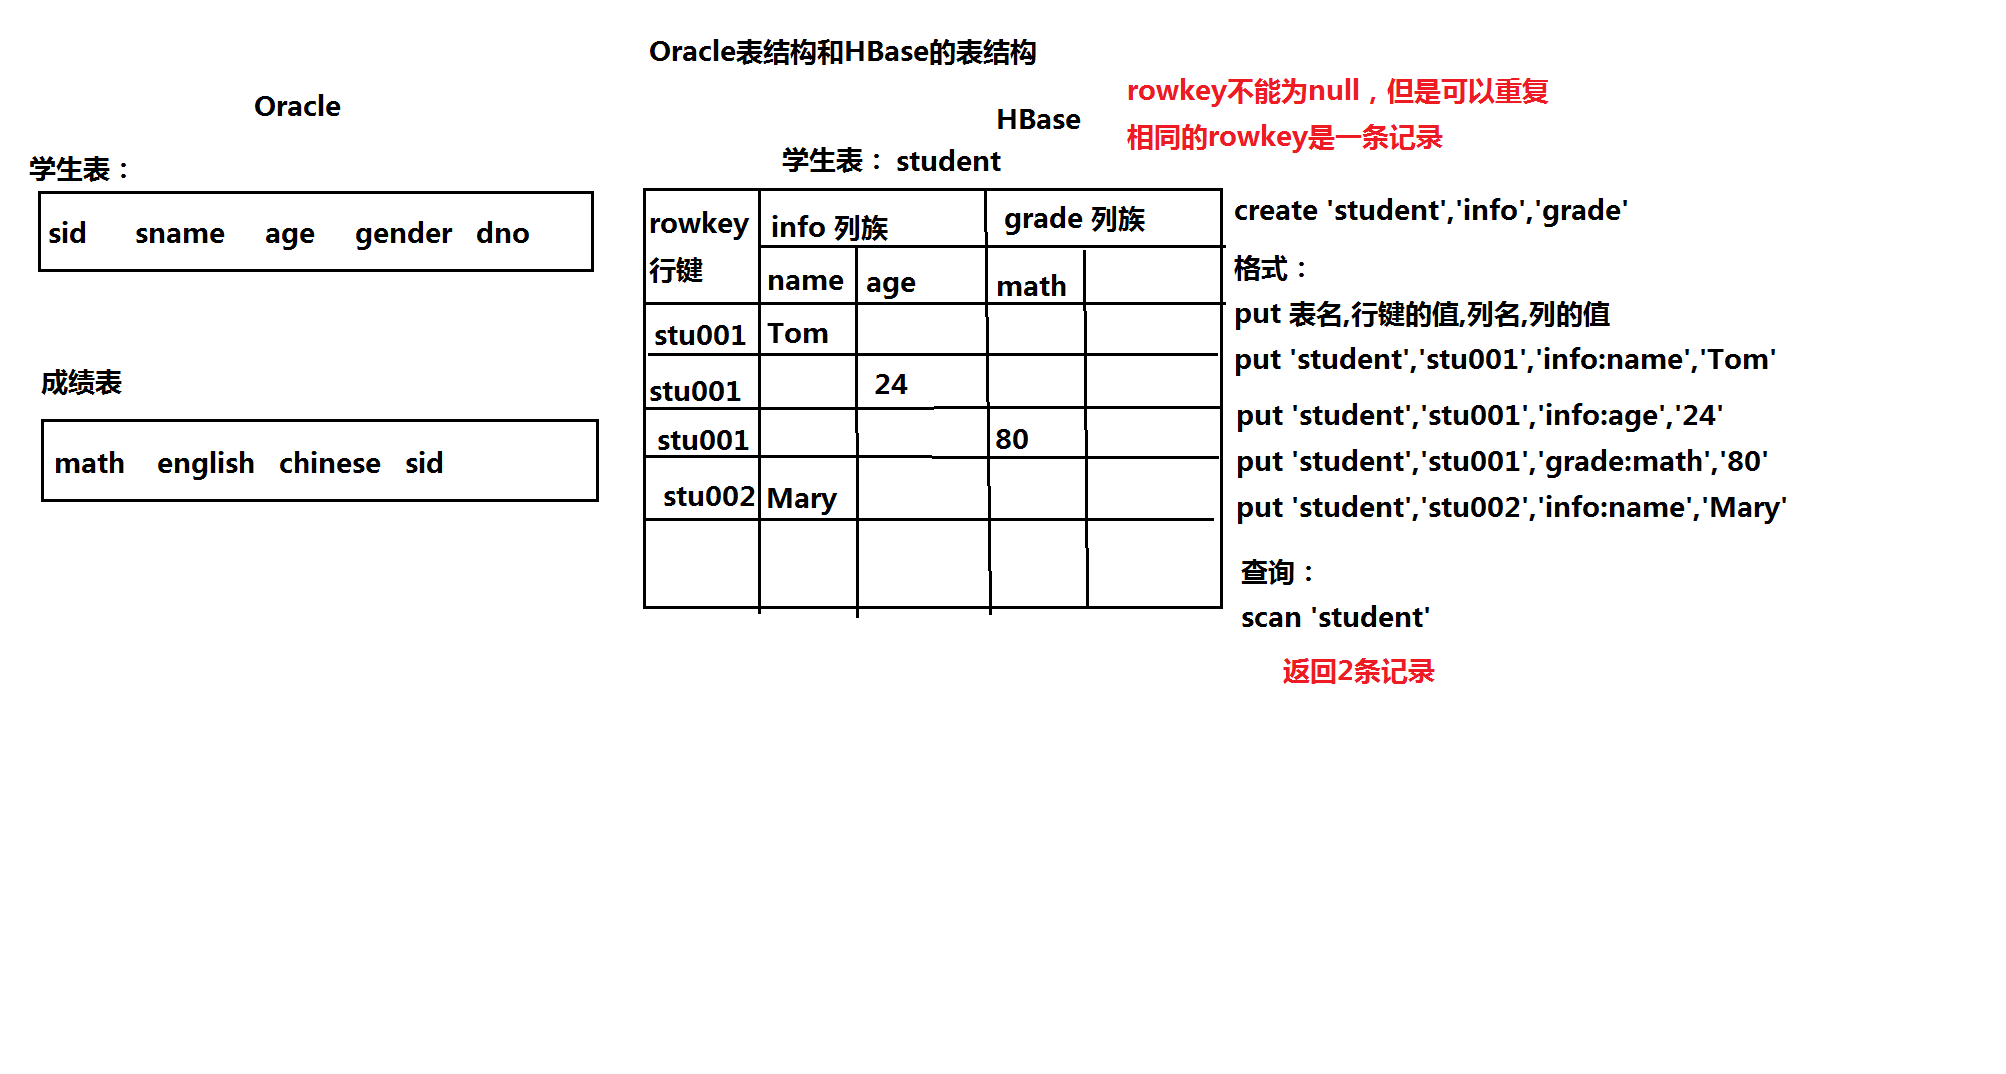 Oracle表结构和HBase的表结构
Oracle
学生表：
sid sname age gender dno
成绩表
math english chinese sid
HBase
rowkey不能为null，但是可以重复
相同的rowkey是一条记录
学生表： student
rowkey info 列族 grade 列族
行键 name age math
stu001 Tom
stu001 24
stu001 80
stu002 Mary
create 'student','info','grade'
格式：
put 表名,行键的值,列名,列的值
put 'student','stu001','info:name','Tom'
put 'student','stu001','info:age','24'
put 'student','stu001','grade:math','80'
put 'student','stu002','info:name','Mary'
查询：
scan 'student'
返回2条记录